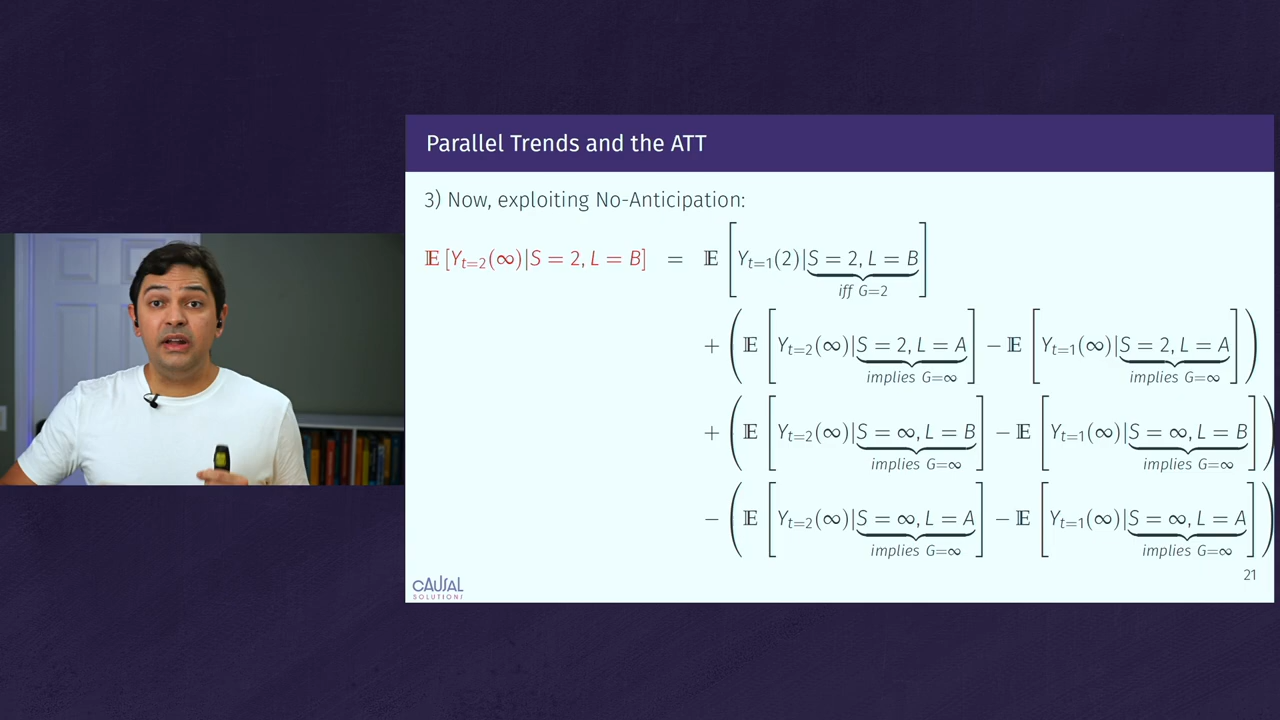 Parallel Trends and the ATT
3) Now, exploiting No-Anticipation:
𝔼 [Y_{t=2}(∞)|S = 2, L = B] = 𝔼 [Y_{t=1}(2)|S = 2, L = B]
iff G=2
+ (𝔼 [Y_{t=2}(∞)|S = 2, L = A] − 𝔼 [Y_{t=1}(∞)|S = 2, L = A])
implies G=∞ implies G=∞
+ (𝔼 [Y_{t=2}(∞)|S = ∞, L = B] − 𝔼 [Y_{t=1}(∞)|S = ∞, L = B])
implies G=∞ implies G=∞
− (𝔼 [Y_{t=2}(∞)|S = ∞, L = A] − 𝔼 [Y_{t=1}(∞)|S = ∞, L = A])
implies G=∞ implies G=∞
21
CAUSAL
SOLUTIONS